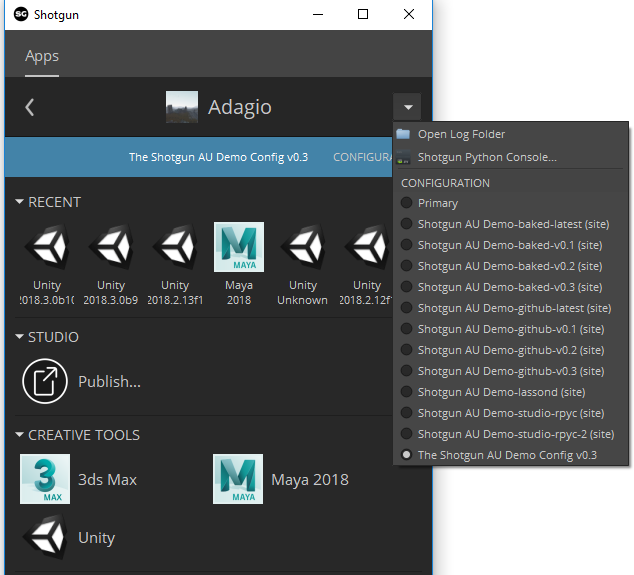 SG Shotgun
Apps
Adagio
The Shotgun AU Demo Config v0.3 CONFIGURA
RECENT
Unity
2018.3.0b10
Unity
2018.3.0b9
Unity
2018.2.13f1
MAYA
Maya
2018
Unity
Unknown
Unity
2018.2.12f1
STUDIO
Publish...
CREATIVE TOOLS
3
MAX
3ds Max
MAYA
Maya 2018
Unity
Open Log Folder
Shotgun Python Console...
CONFIGURATION
Primary
Shotgun AU Demo-baked-latest (site)
Shotgun AU Demo-baked-v0.1 (site)
Shotgun AU Demo-baked-v0.2 (site)
Shotgun AU Demo-baked-v0.3 (site)
Shotgun AU Demo-github-latest (site)
Shotgun AU Demo-github-v0.1 (site)
Shotgun AU Demo-github-v0.2 (site)
Shotgun AU Demo-github-v0.3 (site)
Shotgun AU Demo-lassond (site)
Shotgun AU Demo-studio-rpyc (site)
Shotgun AU Demo-studio-rpyc-2 (site)
The Shotgun AU Demo Config v0.3